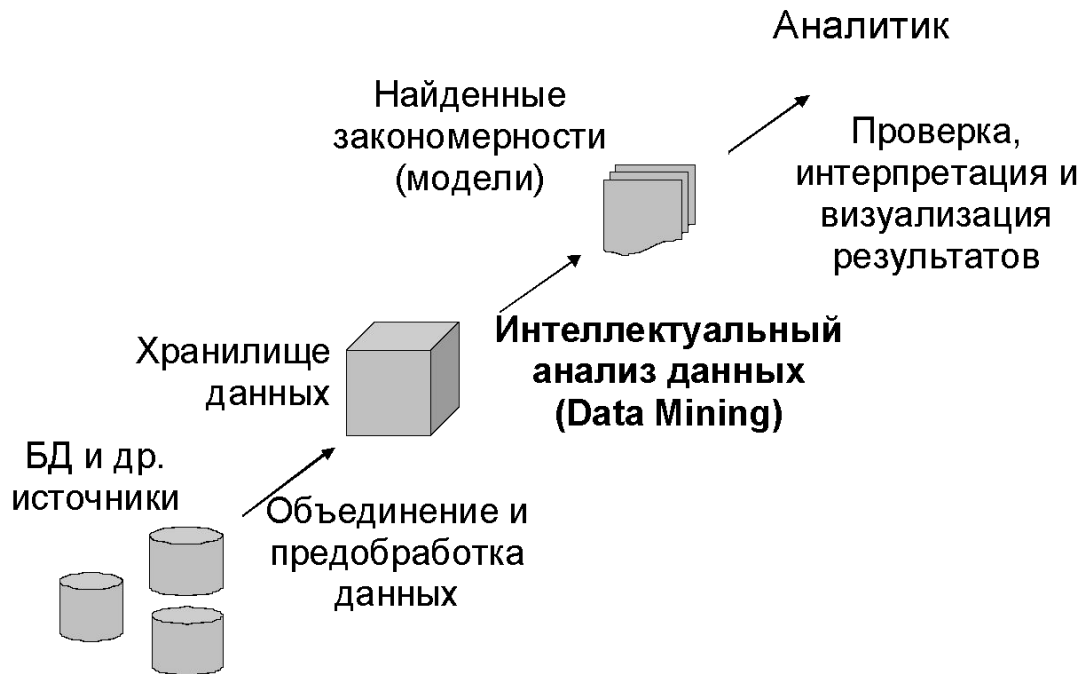 Аналитик
Найденные
закономерности
(модели)
Проверка,
интерпретация и
визуализация
результатов
Интеллектуальный
анализ данных
(Data Mining)
Хранилище
данных
БД и др.
источники
Объединение и
предобработка
данных